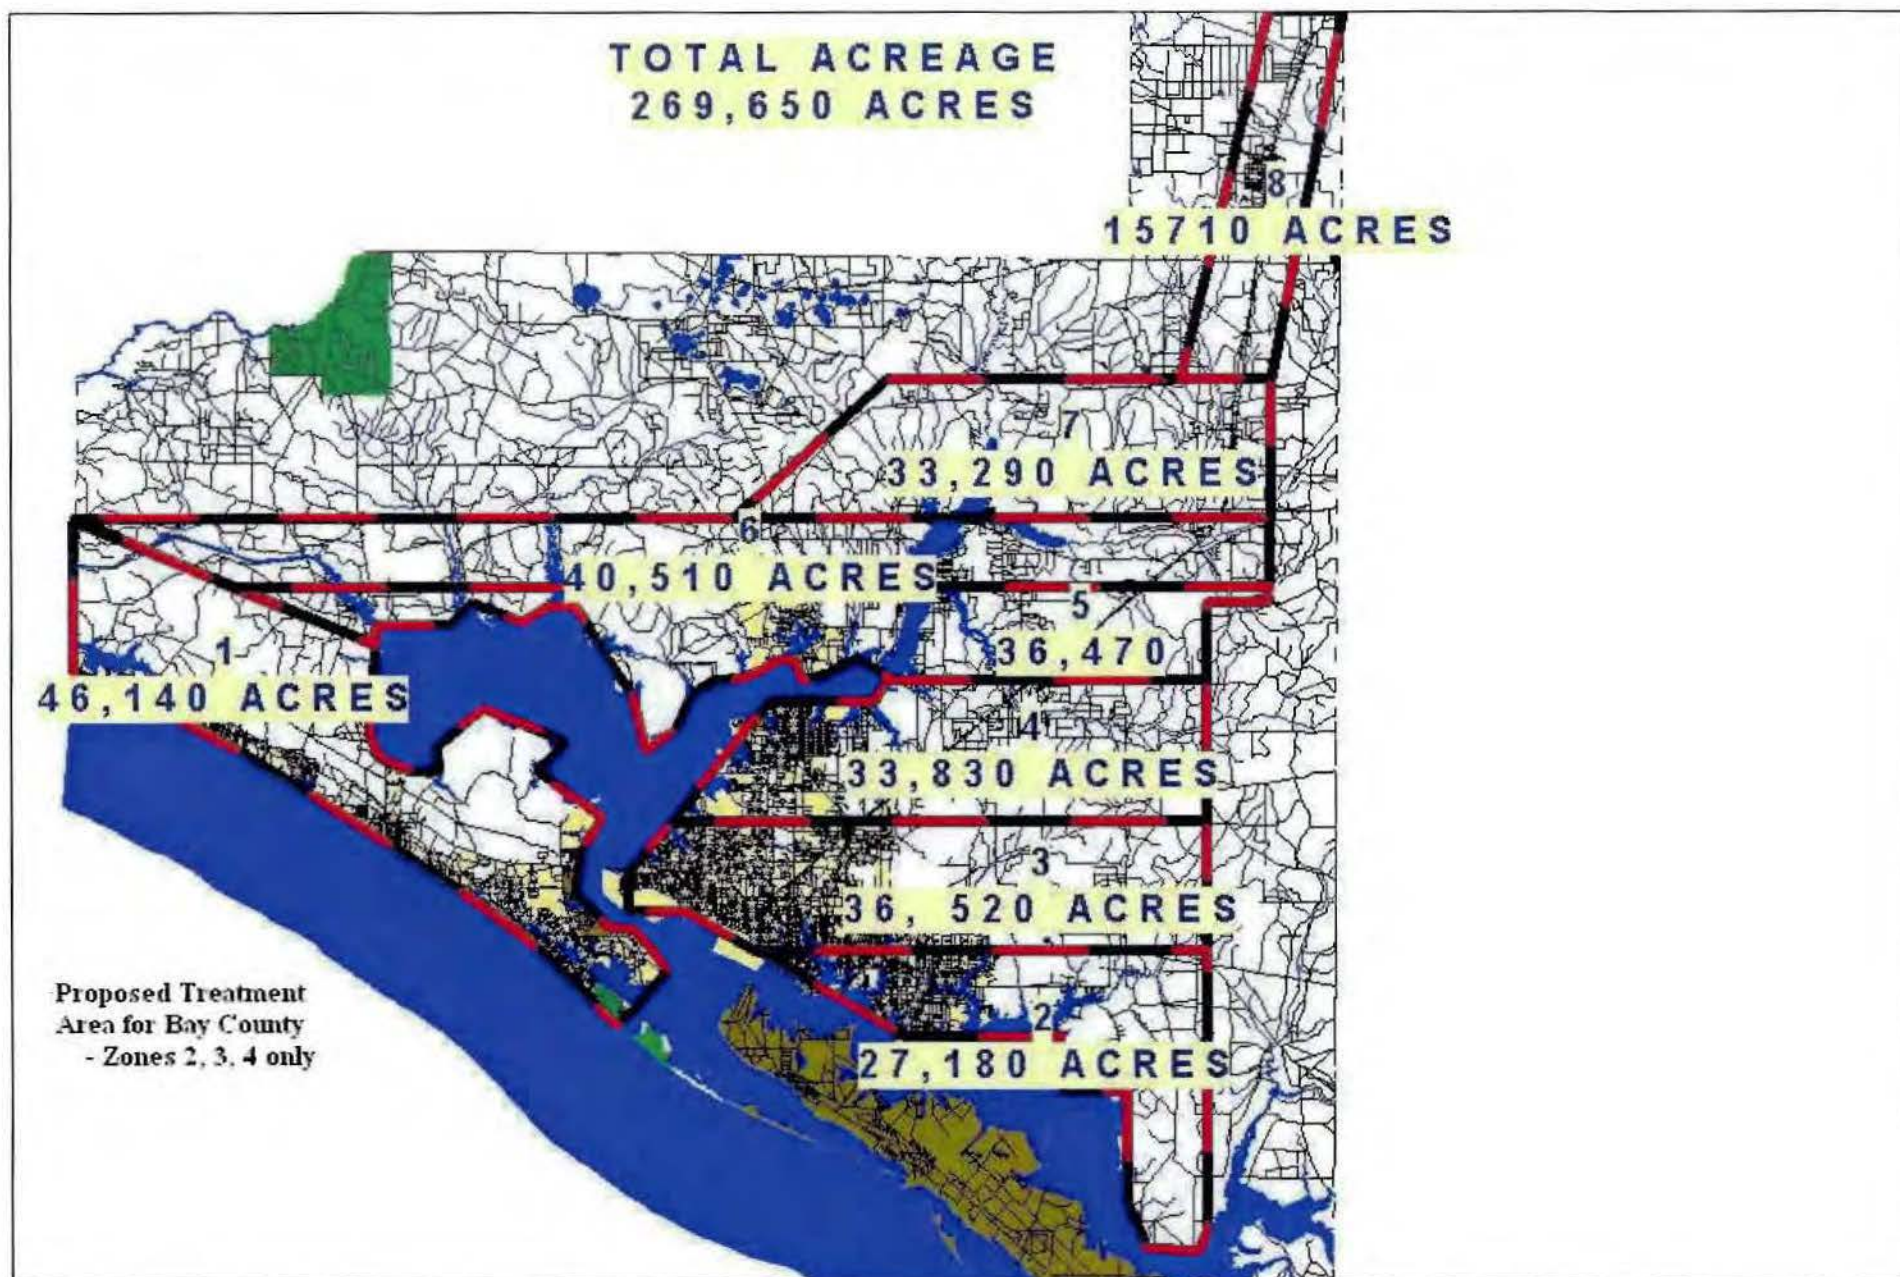 TOTAL ACREAGE
269,650 ACRES
8
15710 ACRES
7
33,290 ACRES
6
40,510 ACRES
5
36,470
1
46,140 ACRES
4
33,830 ACRES
3
36, 520 ACRES
2
27,180 ACRES
Proposed Treatment
Area for Bay County
- Zones 2, 3, 4 only